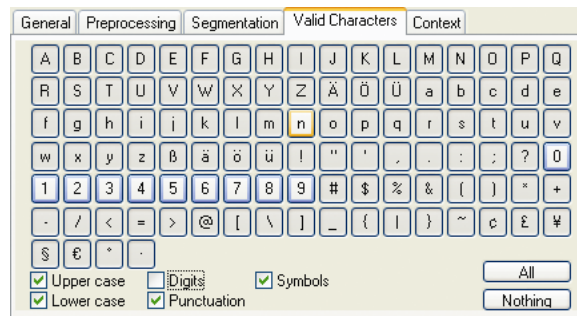 General Preprocessing Segmentation Valid Characters Context
A B C D E F G H I J K L M N O P Q
R S T U V W X Y Z Ä Ö Ü a b c d e
f g h i j k l m n o p q r s t u v
w x y z ß ä ö ü ! " ' , . : ; ? 0
1 2 3 4 5 6 7 8 9 # $ % & ( ) * +
- / < = > @ [ \ ] _ { | } ~ ¢ £ ¥
§ € ° ·
Upper case Digits Symbols All
Lower case Punctuation Nothing